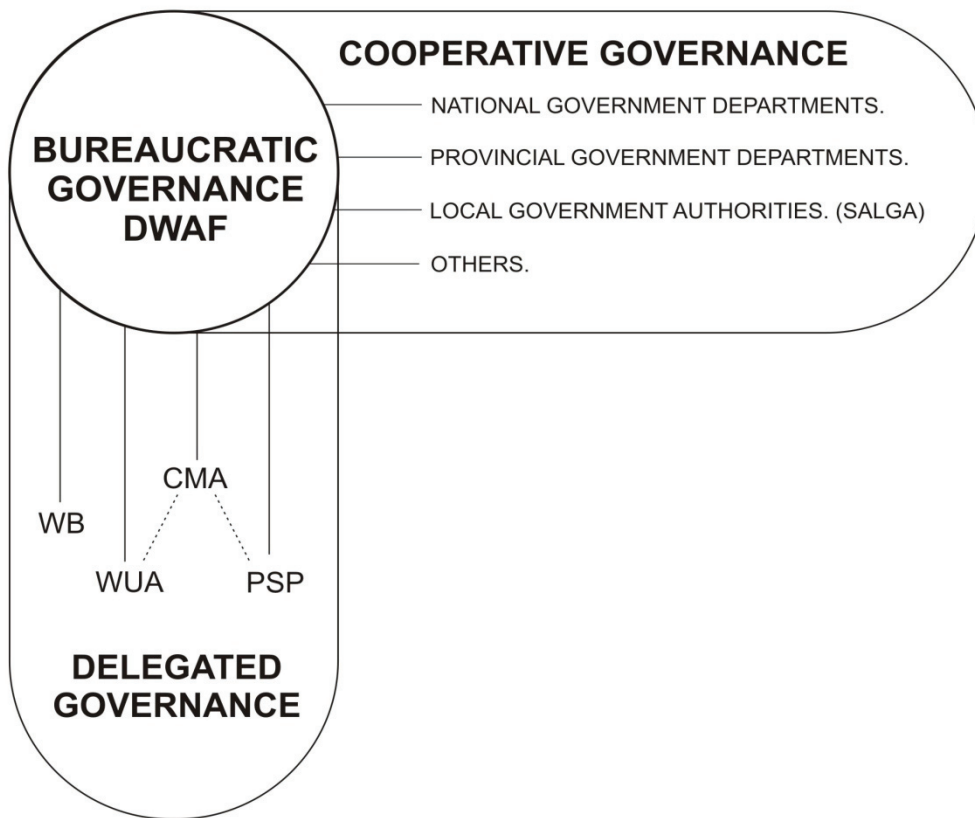 COOPERATIVE GOVERNANCE
NATIONAL GOVERNMENT DEPARTMENTS.
PROVINCIAL GOVERNMENT DEPARTMENTS.
LOCAL GOVERNMENT AUTHORITIES. (SALGA)
OTHERS.
BUREAUCRATIC
GOVERNANCE
DWAF
CMA
WB
WUA
PSP
DELEGATED
GOVERNANCE